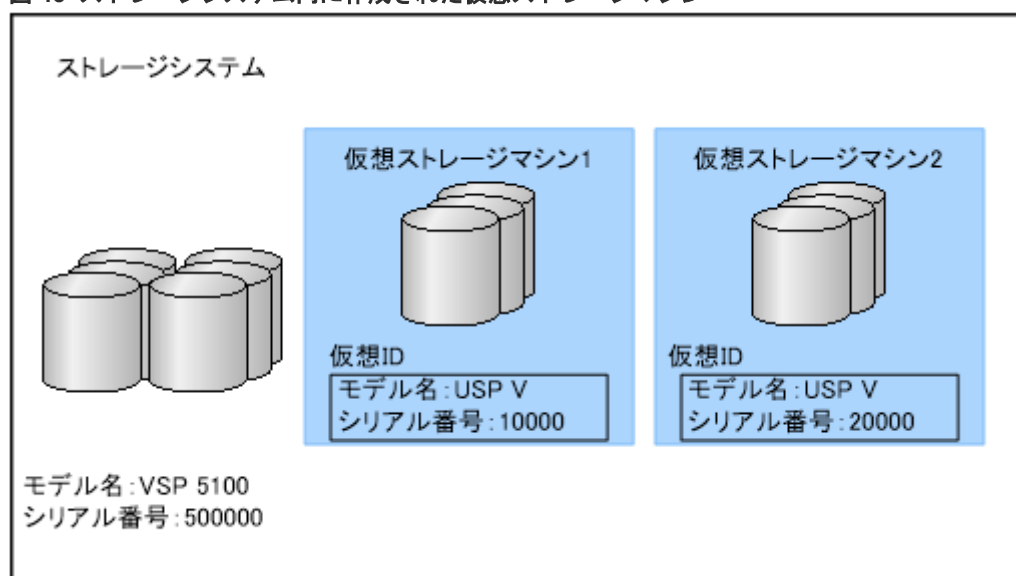 ストレージシステム
仮想ストレージマシン1
仮想ストレージマシン2
仮想ID
モデル名:USP V
シリアル番号:10000
仮想ID
モデル名:USP V
シリアル番号:20000
モデル名:VSP 5100
シリアル番号:500000